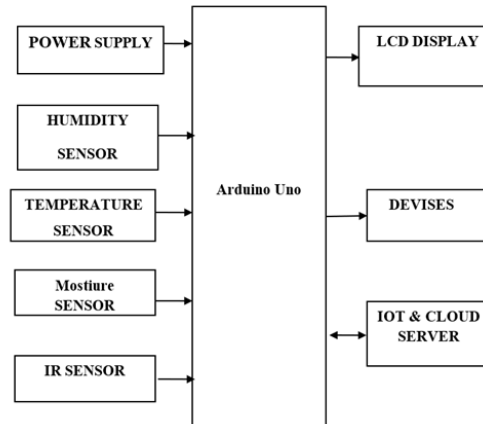 POWER SUPPLY
HUMIDITY
SENSOR
TEMPERATURE
SENSOR
Mostiure
SENSOR
IR SENSOR
Arduino Uno
LCD DISPLAY
DEVISES
IOT & CLOUD
SERVER